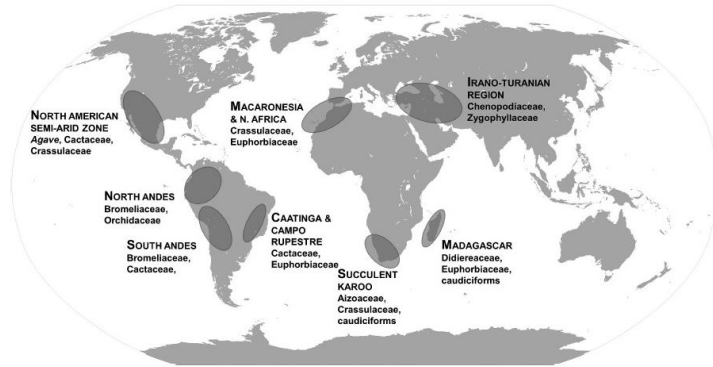 NORTH AMERICAN
SEMI-ARID ZONE
Agave, Cactaceae,
Crassulaceae
MACARONESIA
& N. AFRICA
Crassulaceae,
Euphorbiaceae
IRANO-TURANIAN
REGION
Chenopodiaceae,
Zygophyllaceae
NORTH ANDES
Bromeliaceae,
Orchidaceae
SOUTH ANDES
Bromeliaceae,
Cactaceae,
CAATINGA &
CAMPO
RUPESTRE
Cactaceae,
Euphorbiaceae
SUCCULENT
KAROO
Aizoaceae,
Crassulaceae,
caudiciforms
MADAGASCAR
Didiereaceae,
Euphorbiaceae,
caudiciforms